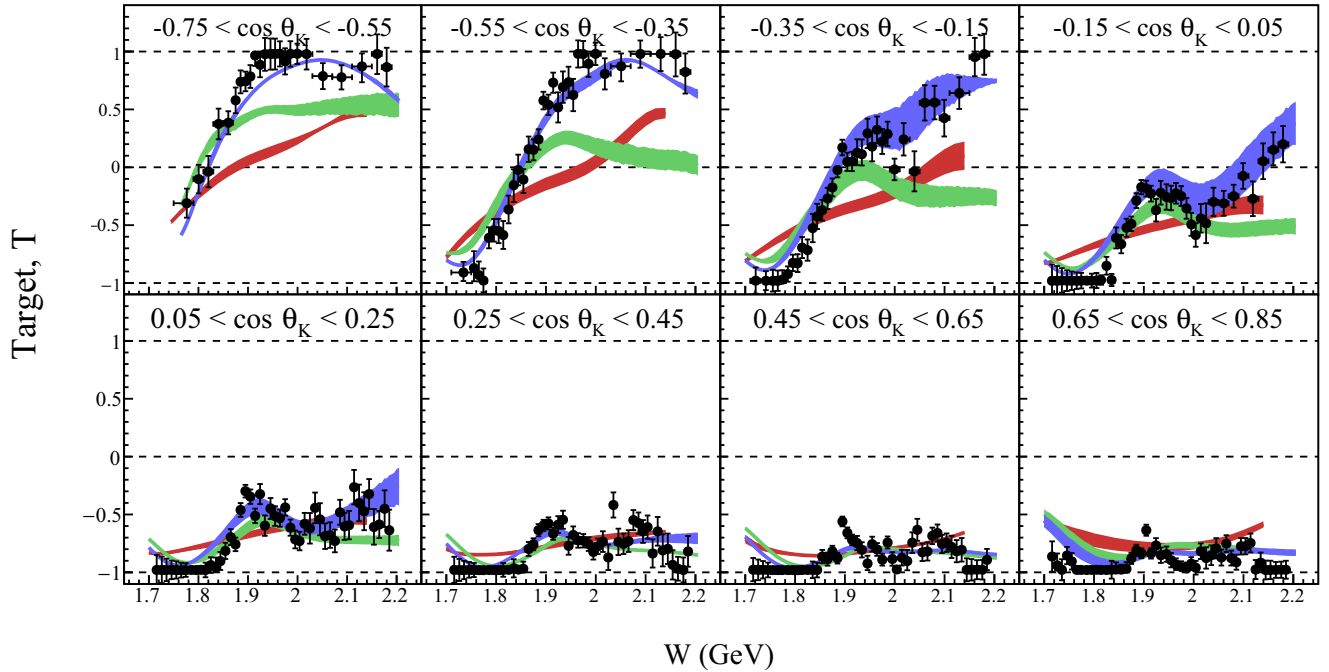 -0.75 < cos θK < -0.55
-0.55 < cos θK < -0.35
-0.35 < cos θK < -0.15
-0.15 < cos θK < 0.05
1
0.5
0
−0.5
−1
Target, T
0.05 < cos θK < 0.25
0.25 < cos θK < 0.45
0.45 < cos θK < 0.65
0.65 < cos θK < 0.85
1
0.5
0
−0.5
−1
1.7 1.8 1.9 2 2.1 2.2
1.7 1.8 1.9 2 2.1 2.2
1.7 1.8 1.9 2 2.1 2.2
1.7 1.8 1.9 2 2.1 2.2
W (GeV)